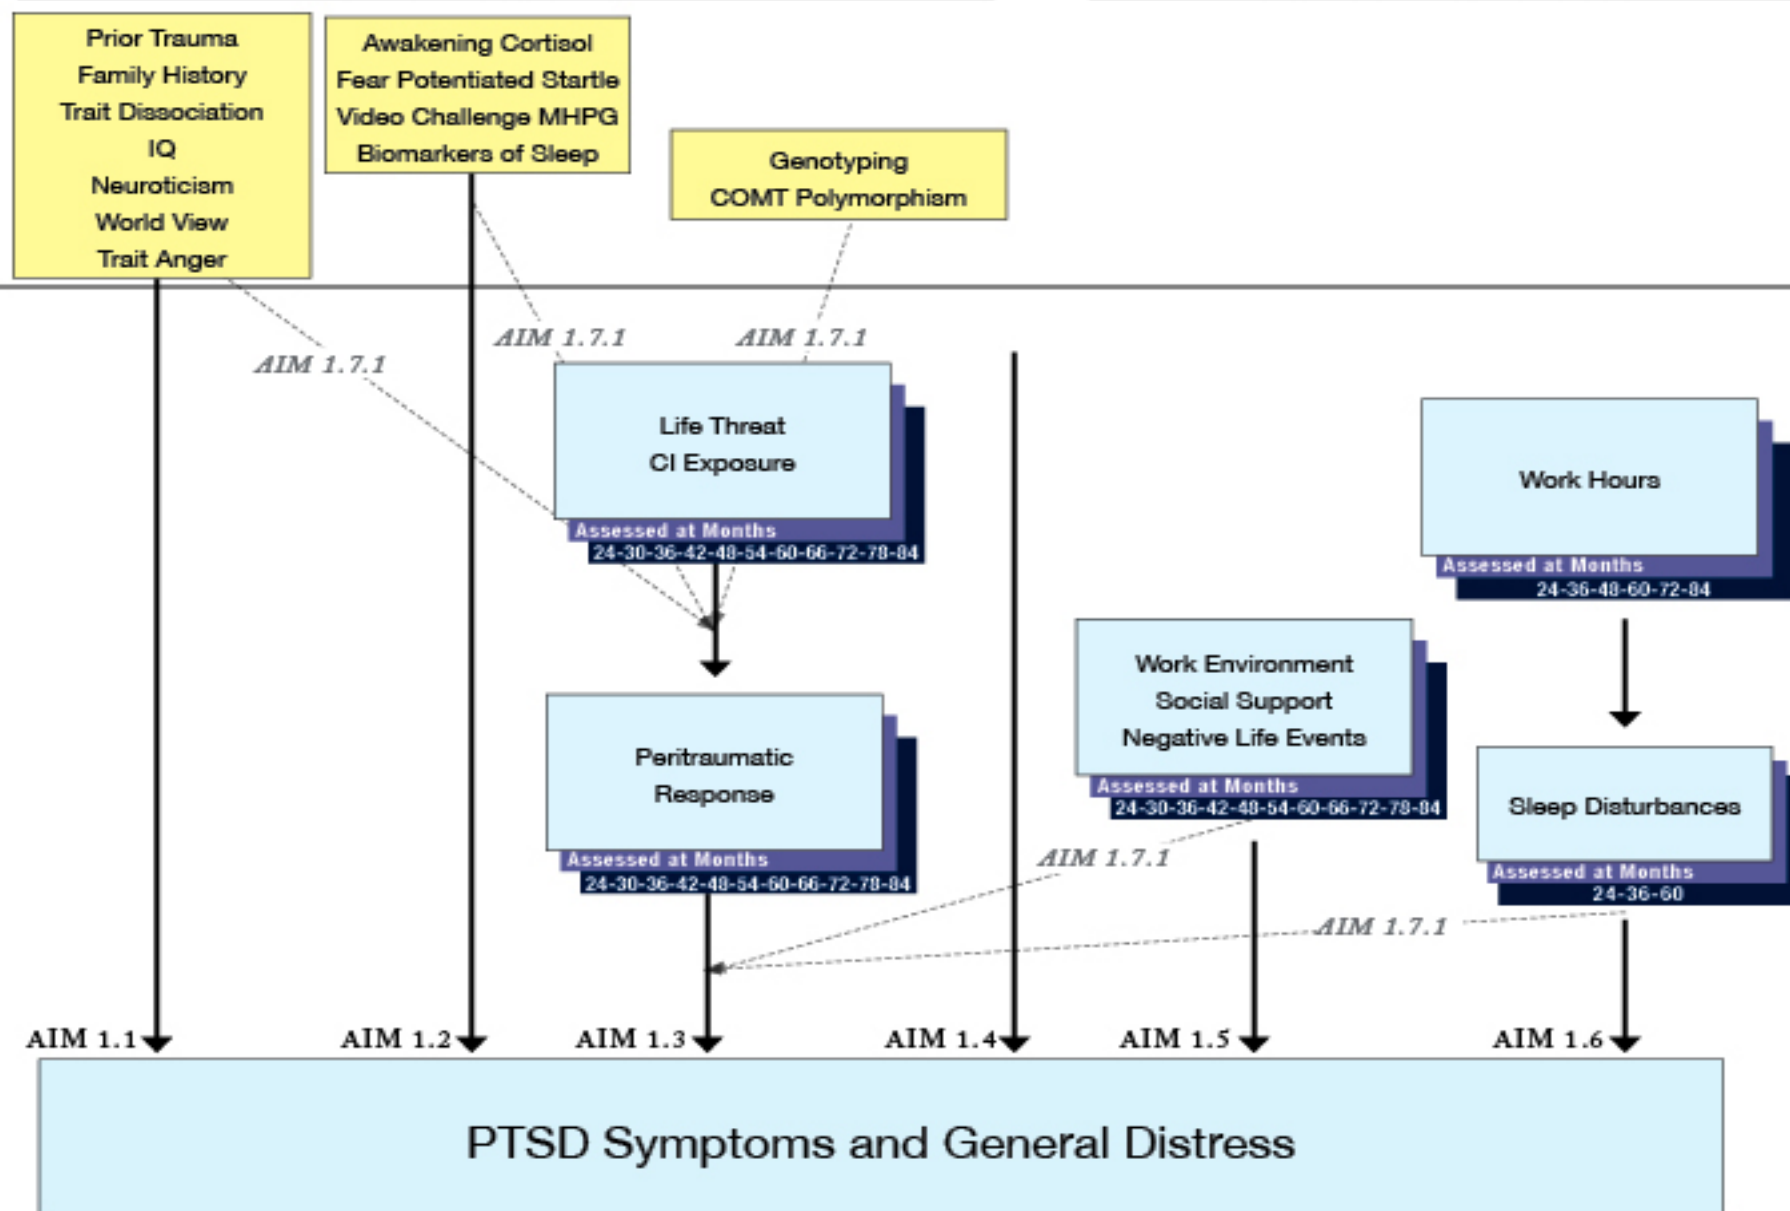 Prior Trauma
Family History
Trait Dissociation
IQ
Neuroticism
World View
Trait Anger
Awakening Cortisol
Fear Potentiated Startle
Video Challenge MHPG
Biomarkers of Sleep
Genotyping
COMT Polymorphism
AIM 1.7.1
AIM 1.7.1
AIM 1.7.1
Life Threat
CI Exposure
Assessed at Months
24-30-36-42-48-54-60-66-72-78-84
Work Hours
Assessed at Months
24-36-48-60-72-84
Work Environment
Social Support
Negative Life Events
Assessed at Months
24-30-36-42-48-54-60-66-72-78-84
Peritraumatic
Response
Assessed at Months
24-30-36-42-48-54-60-66-72-78-84
Sleep Disturbances
Assessed at Months
24-36-60
AIM 1.7.1
AIM 1.7.1
AIM 1.1
AIM 1.2
AIM 1.3
AIM 1.4
AIM 1.5
AIM 1.6
PTSD Symptoms and General Distress